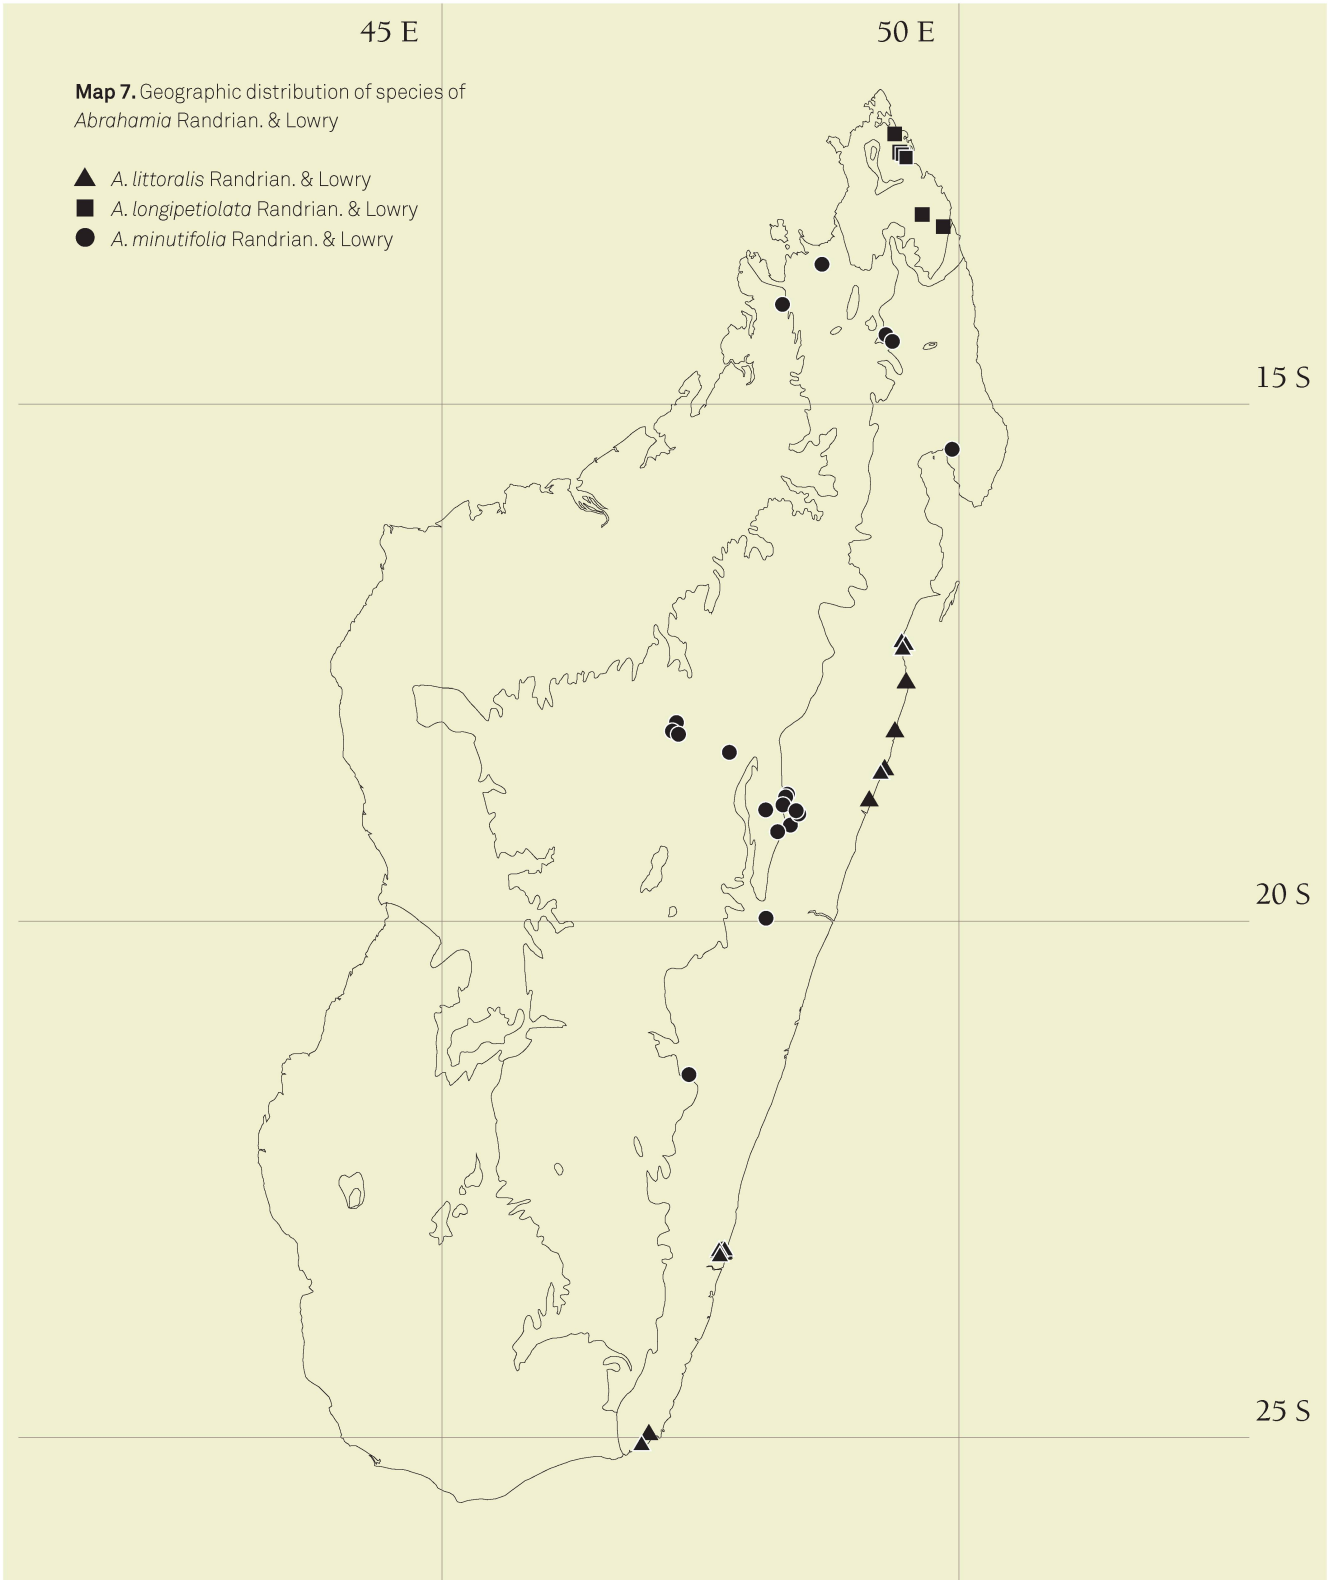 45 E
50 E
Map 7. Geographic distribution of species of
Abrahamia Randrian. & Lowry
A. littoralis Randrian. & Lowry
A. longipetiolata Randrian. & Lowry
A. minutifolia Randrian. & Lowry
15 S
20 S
25 S